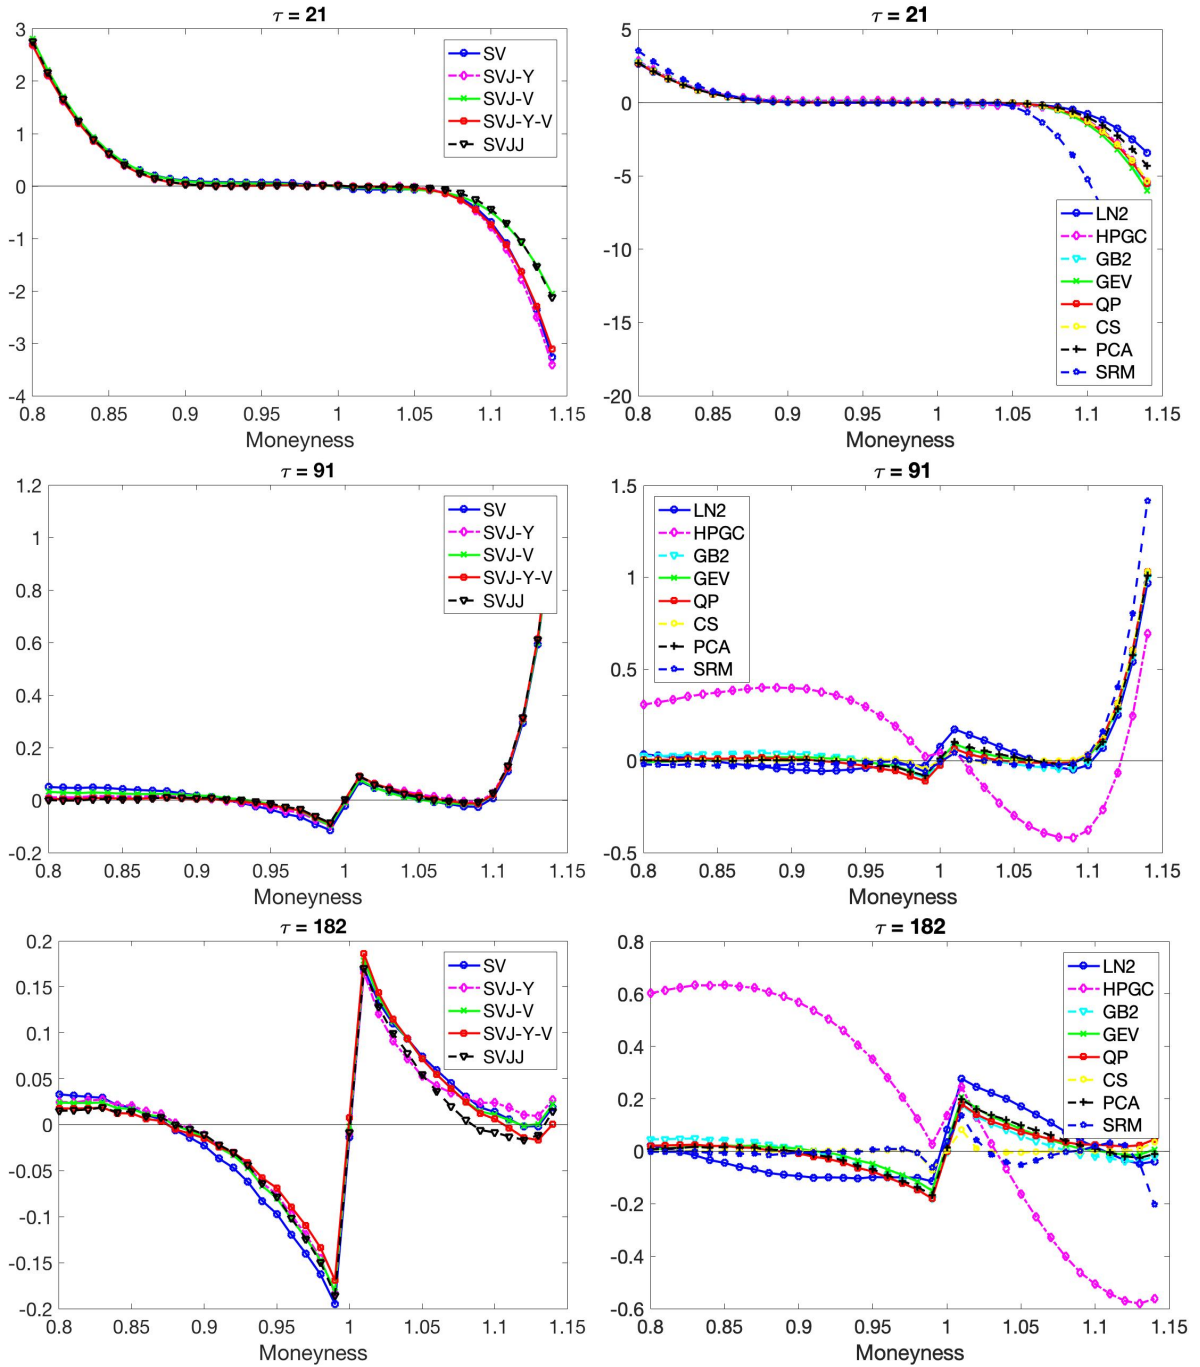 τ = 21
3
2
1
0
-1
-2
-3
-4
0.8 0.85 0.9 0.95 1 1.05 1.1 1.15
Moneyness
SV
SVJ-Y
SVJ-V
SVJ-Y-V
SVJJ
τ = 21
5
0
-5
-10
-15
-20
0.8 0.85 0.9 0.95 1 1.05 1.1 1.15
Moneyness
LN2
HPGC
GB2
GEV
QP
CS
PCA
SRM
τ = 91
1.2
1
0.8
0.6
0.4
0.2
0
-0.2
0.8 0.85 0.9 0.95 1 1.05 1.1 1.15
Moneyness
SV
SVJ-Y
SVJ-V
SVJ-Y-V
SVJJ
τ = 91
1.5
1
0.5
0
-0.5
0.8 0.85 0.9 0.95 1 1.05 1.1 1.15
Moneyness
LN2
HPGC
GB2
GEV
QP
CS
PCA
SRM
τ = 182
0.2
0.15
0.1
0.05
0
-0.05
-0.1
-0.15
-0.2
0.8 0.85 0.9 0.95 1 1.05 1.1 1.15
Moneyness
SV
SVJ-Y
SVJ-V
SVJ-Y-V
SVJJ
τ = 182
0.8
0.6
0.4
0.2
0
-0.2
-0.4
-0.6
0.8 0.85 0.9 0.95 1 1.05 1.1 1.15
Moneyness
LN2
HPGC
GB2
GEV
QP
CS
PCA
SRM